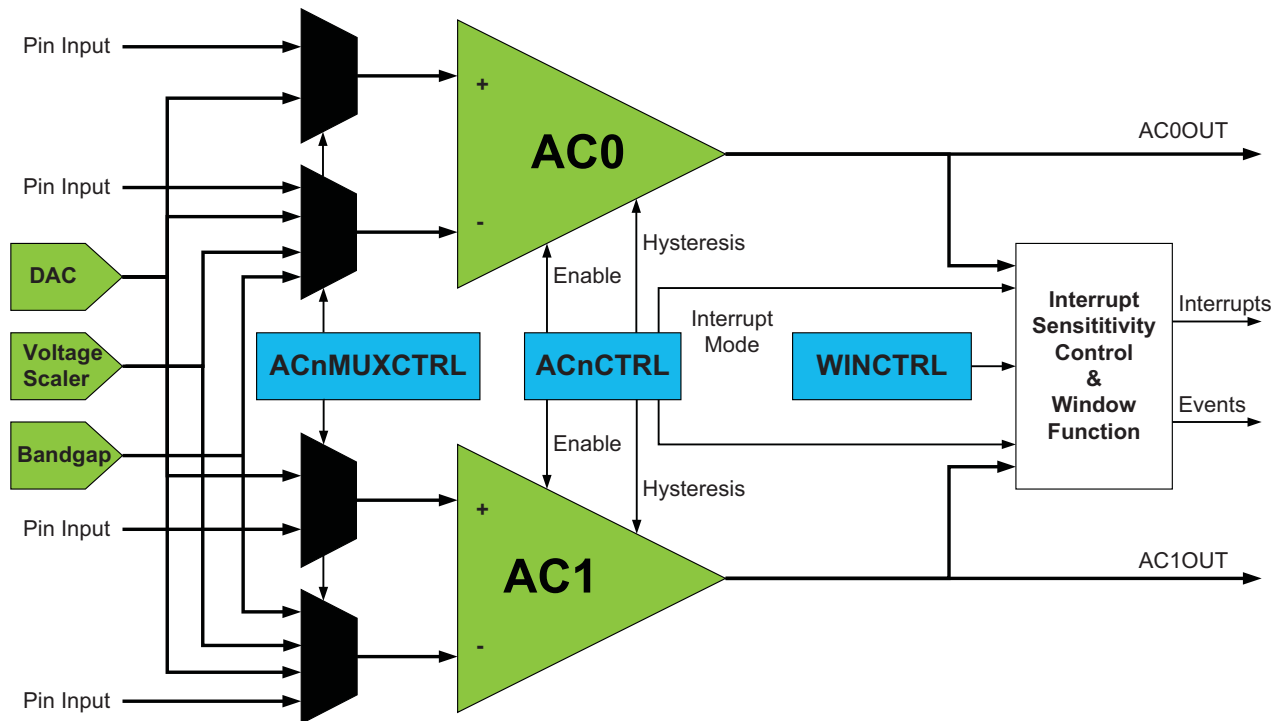 Pin Input
+
AC0
AC0OUT
Pin Input
-
Hysteresis
DAC
Enable
Interrupt
Sensititivity
Control
&
Window
Function
Interrupts
Interrupt
Mode
Voltage
Scaler
ACnMUXCTRL
ACnCTRL
WINCTRL
Events
Bandgap
Enable
Hysteresis
Pin Input
+
AC1
AC1OUT
-
Pin Input